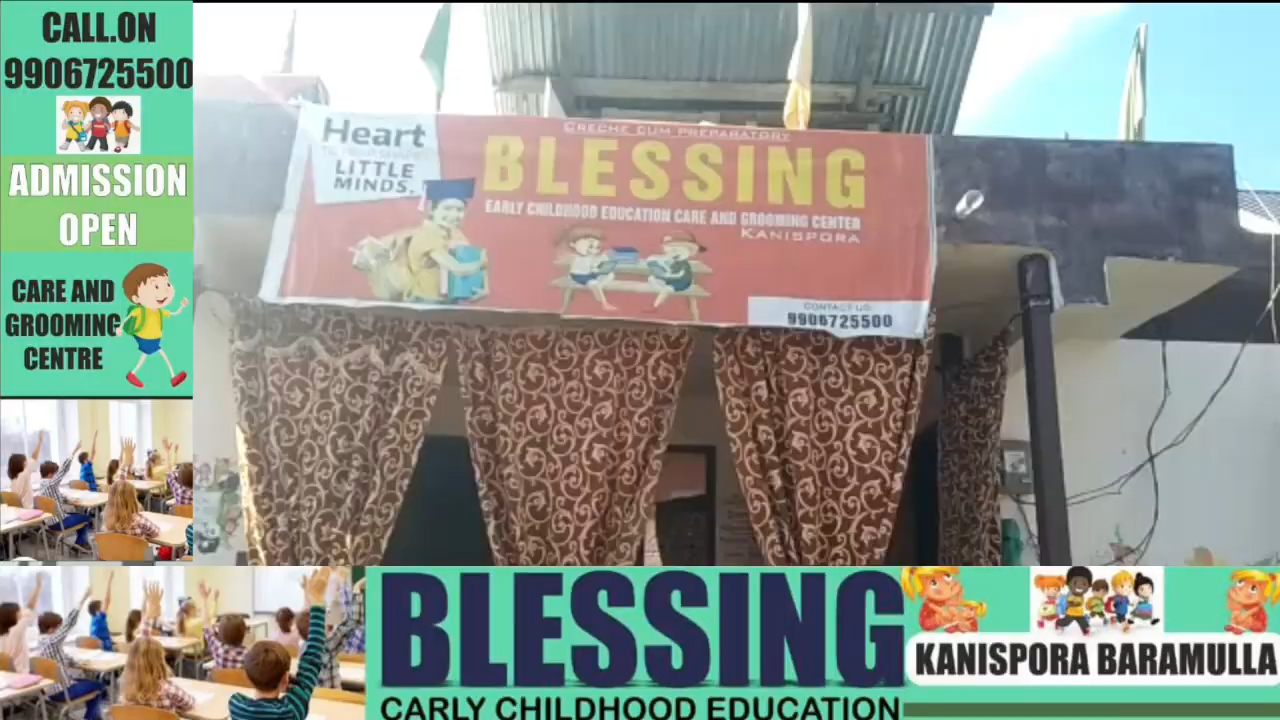 CALL.ON
9906725500
ADMISSION
OPEN
CARE AND
GROOMING
CENTRE
Heart
LITTLE
MINDS.
CRECHE CUM PREPARATORY
BLESSING
EARLY CHILDHOOD EDUCATION CARE AND GROOMING CENTER
KANISPORA
CONTACT US:
9906725500
BLESSING
CARLY CHILDHOOD EDUCATION
KANISPORA BARAMULLA